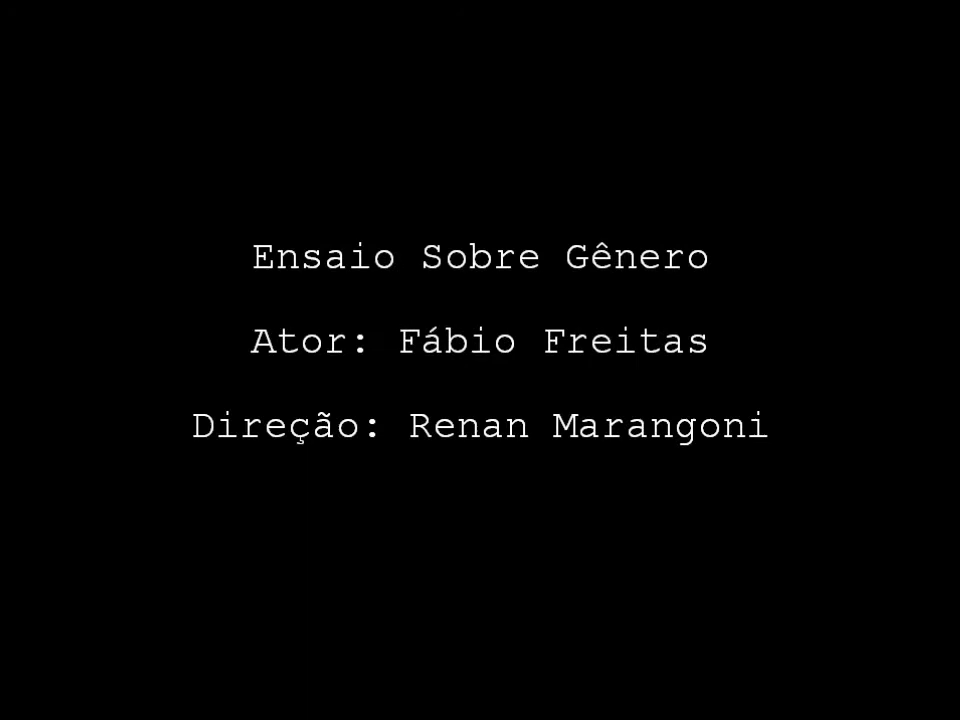 Ensaio Sobre Gênero
Ator: Fábio Freitas
Direção: Renan Marangoni